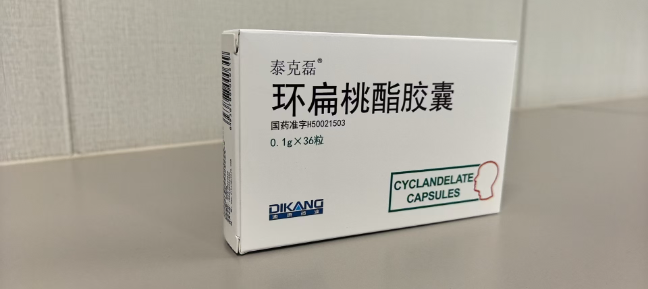 泰克磊®
环扁桃酯胶囊
国药准字H50021503
0.1g×36粒
CYCLANDELATE
CAPSULES
DIKANG